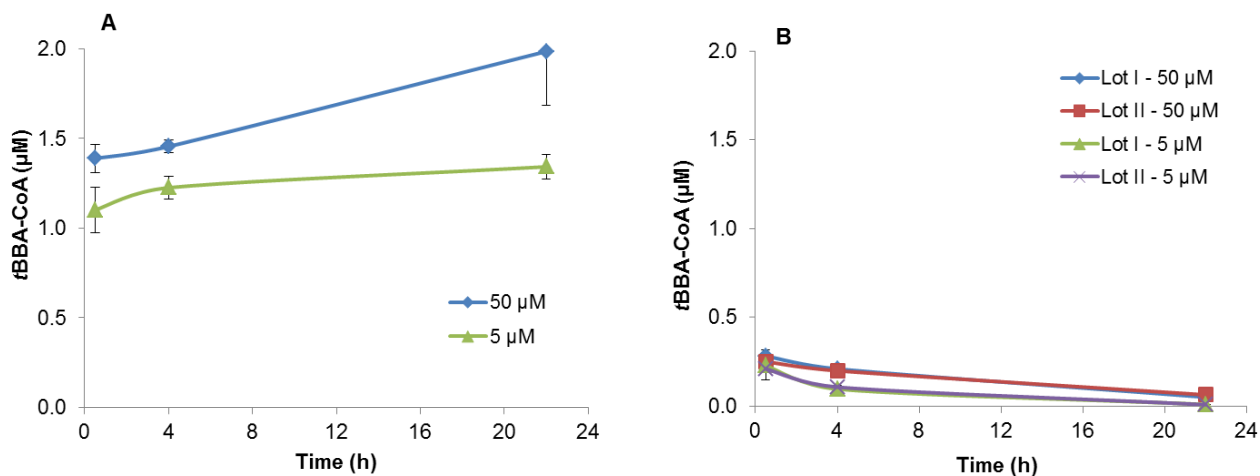 A
2.0
1.5
1.0
0.5
0.0
tBBA-CoA (µM)
50 µM
5 µM
0 4 8 12 16 20 24
Time (h)
B
2.0
1.5
1.0
0.5
0.0
tBBA-CoA (µM)
Lot I - 50 µM
Lot II - 50 µM
Lot I - 5 µM
Lot II - 5 µM
0 4 8 12 16 20 24
Time (h)